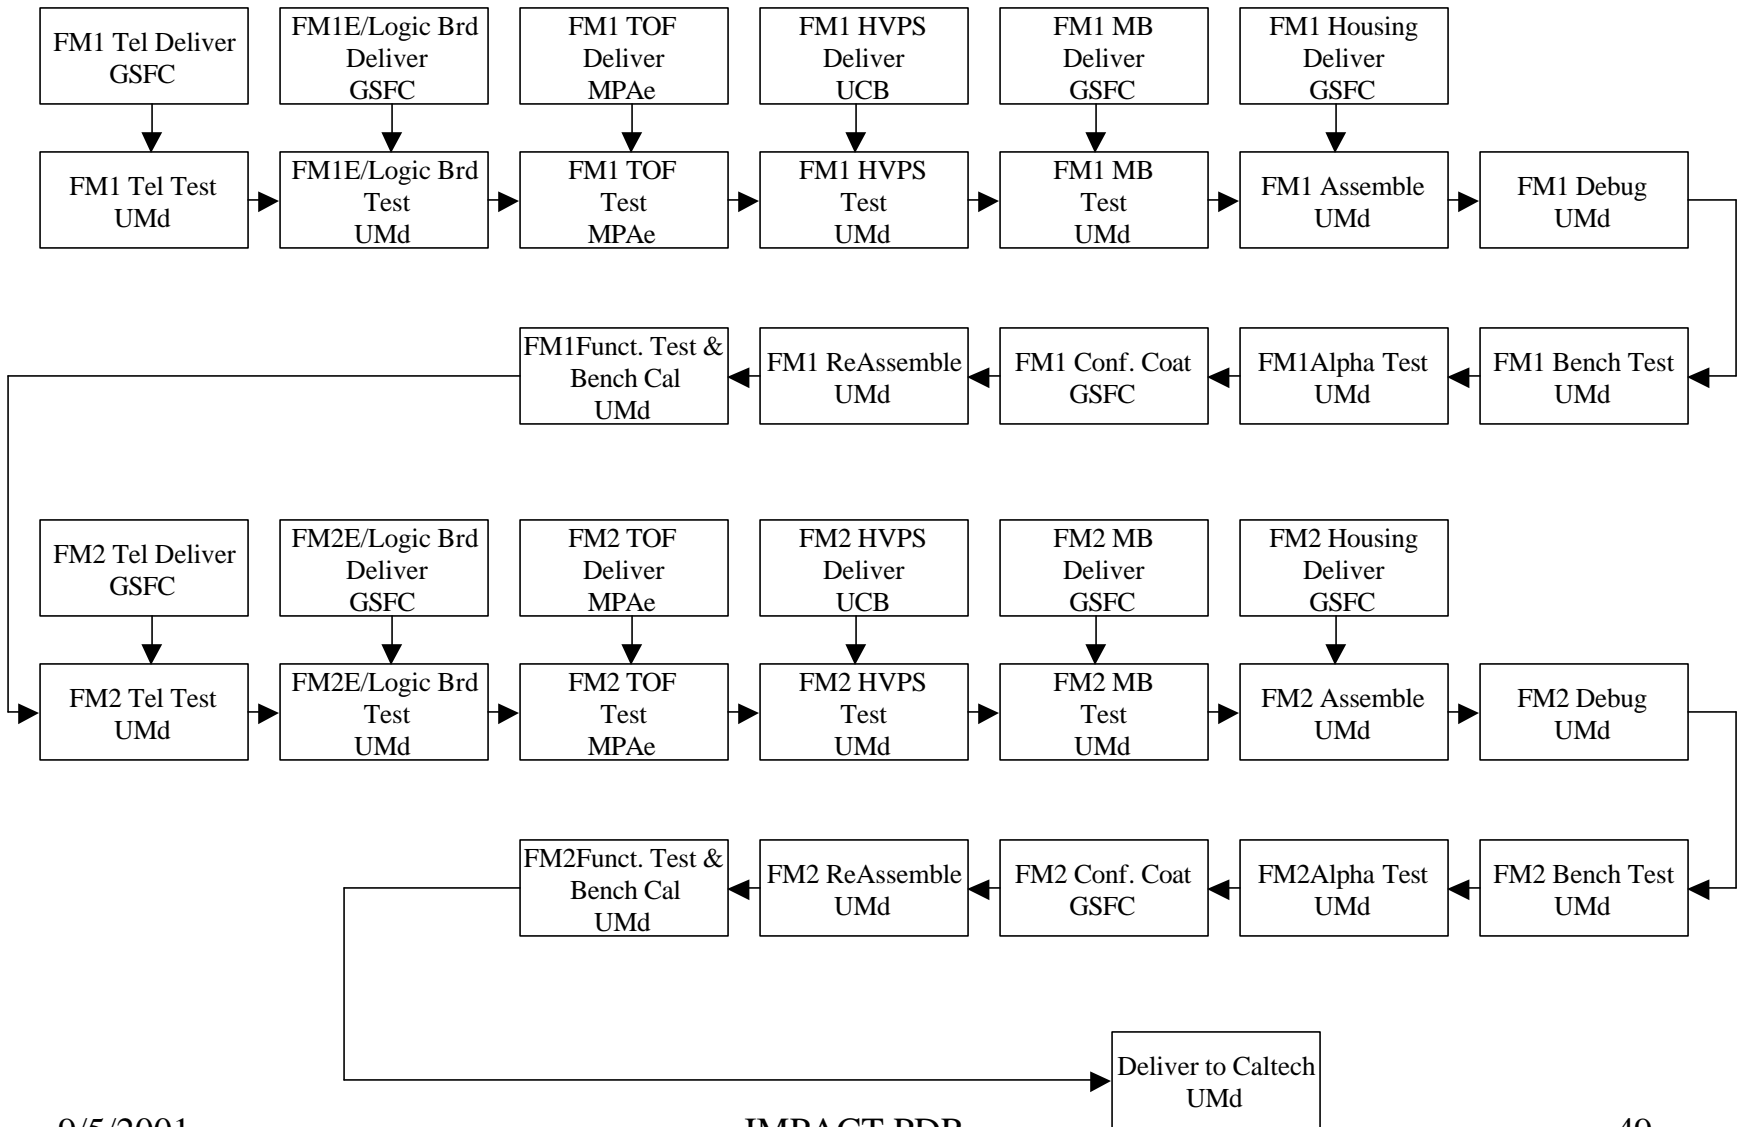 FM1 Tel Deliver
GSFC
FM1E/Logic Brd
Deliver
GSFC
FM1 TOF
Deliver
MPAe
FM1 HVPS
Deliver
UCB
FM1 MB
Deliver
GSFC
FM1 Housing
Deliver
GSFC
FM1 Tel Test
UMd
FM1E/Logic Brd
Test
UMd
FM1 TOF
Test
MPAe
FM1 HVPS
Test
UMd
FM1 MB
Test
UMd
FM1 Assemble
UMd
FM1 Debug
UMd
FM1Funct. Test &
Bench Cal
UMd
FM1 ReAssemble
UMd
FM1 Conf. Coat
GSFC
FM1Alpha Test
UMd
FM1 Bench Test
UMd
FM2 Tel Deliver
GSFC
FM2E/Logic Brd
Deliver
GSFC
FM2 TOF
Deliver
MPAe
FM2 HVPS
Deliver
UCB
FM2 MB
Deliver
GSFC
FM2 Housing
Deliver
GSFC
FM2 Tel Test
UMd
FM2E/Logic Brd
Test
UMd
FM2 TOF
Test
MPAe
FM2 HVPS
Test
UMd
FM2 MB
Test
UMd
FM2 Assemble
UMd
FM2 Debug
UMd
FM2Funct. Test &
Bench Cal
UMd
FM2 ReAssemble
UMd
FM2 Conf. Coat
GSFC
FM2Alpha Test
UMd
FM2 Bench Test
UMd
Deliver to Caltech
UMd
9/5/2001
IMPACT PDR
49